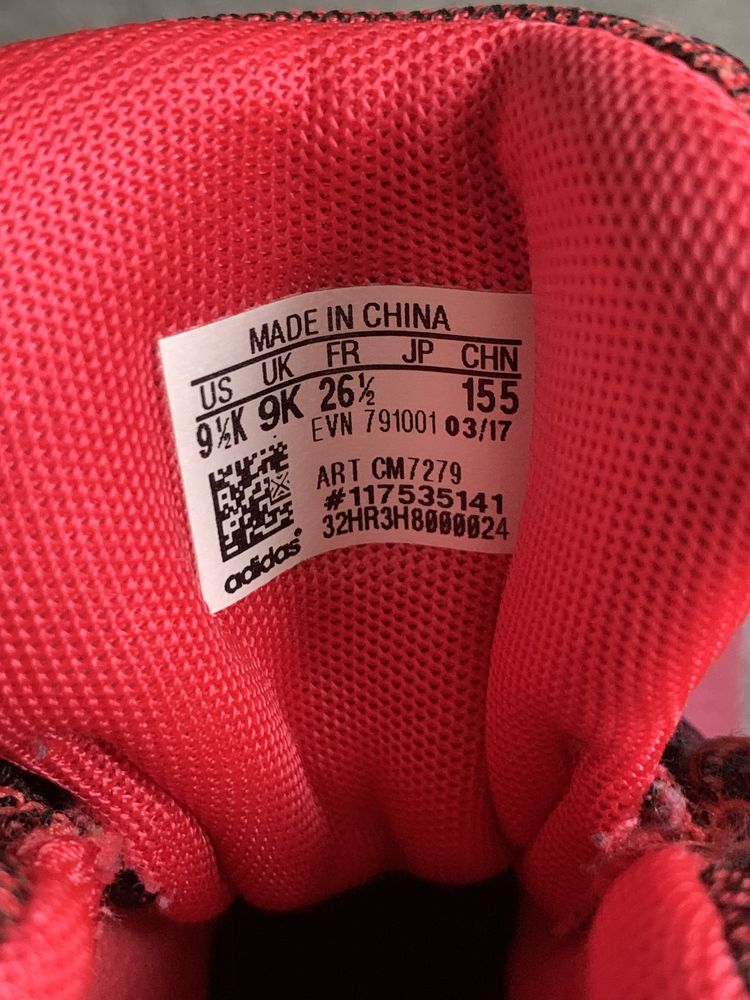 MADE IN CHINA
US UK FR JP CHN
9½K 9K 26½ 155
EVN 791001 03/17
ART CM7279
#117535141
32HR3H8000024
adidas